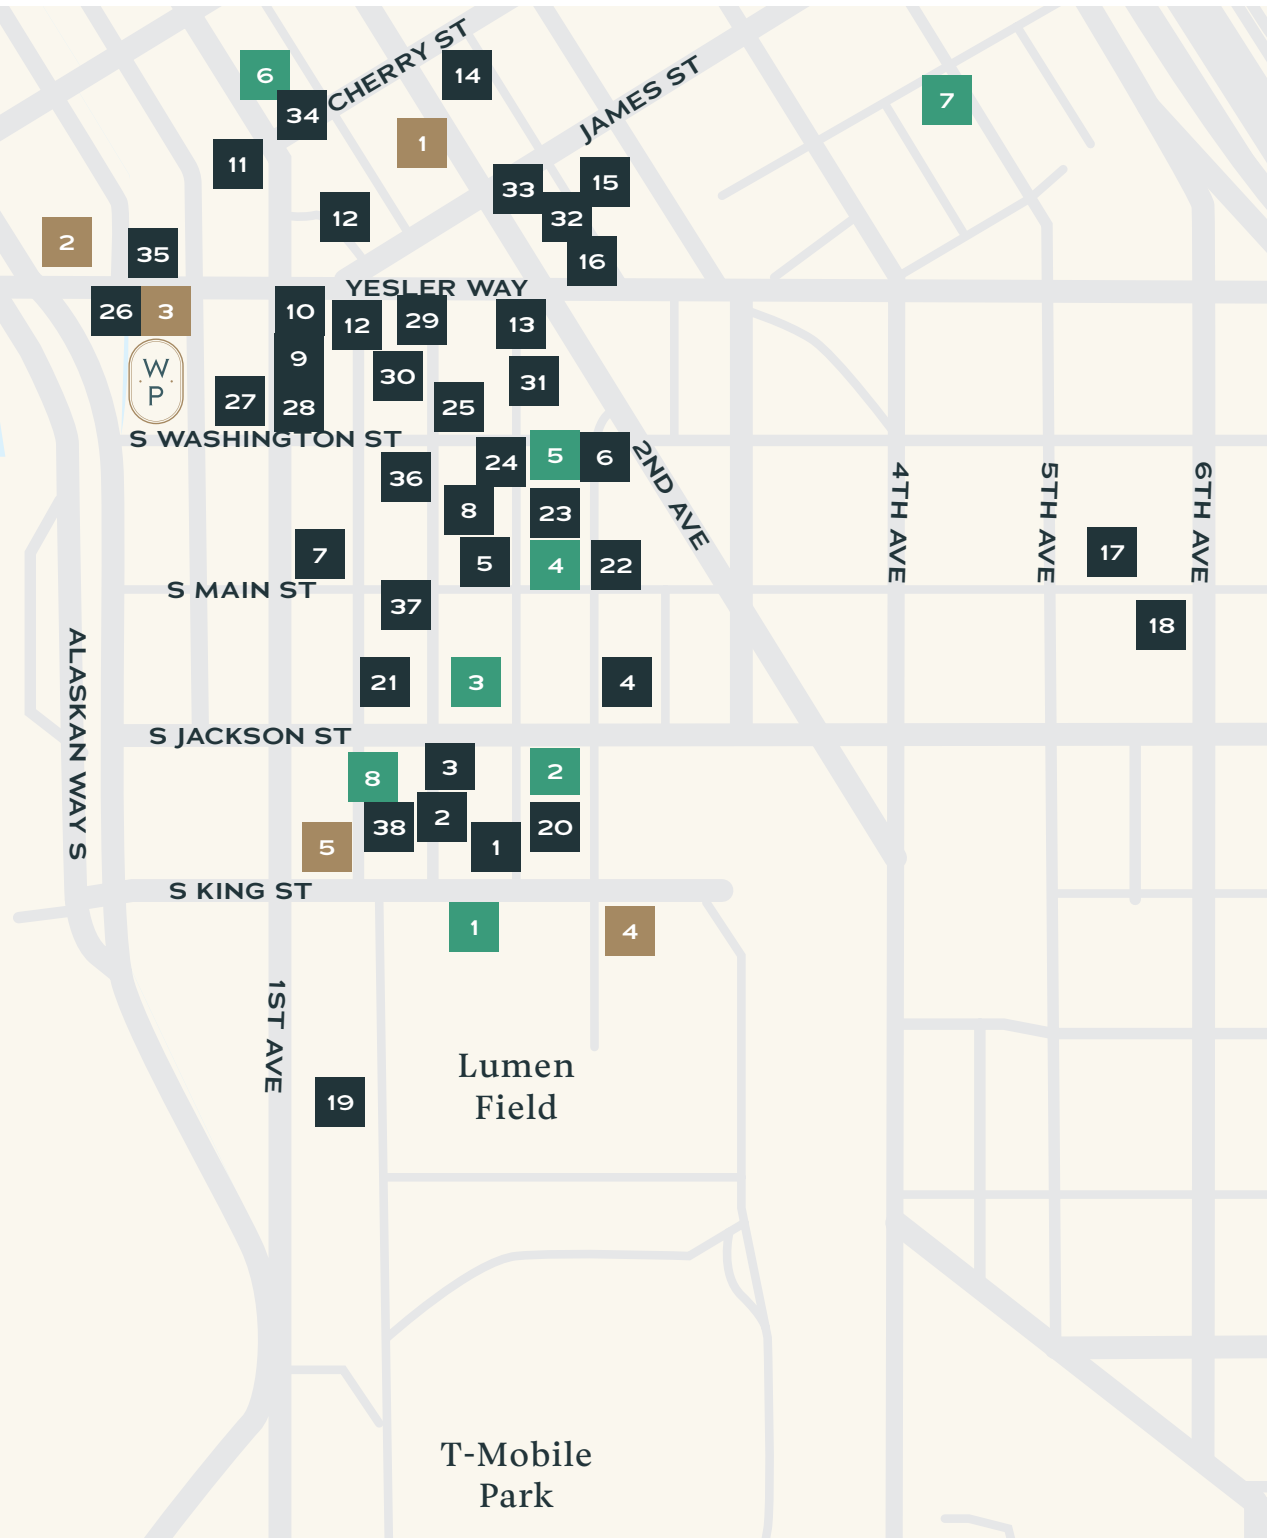 CHERRY ST
6
14
34
JAMES ST
7
1
11
33
15
12
32
2
35
16
YESLER WAY
26
3
10
12
29
13
W
P
9
30
31
27
28
25
S WASHINGTON ST
24
5
6
2ND AVE
36
8
23
4TH AVE
5TH AVE
6TH AVE
7
5
4
22
17
S MAIN ST
37
18
ALASKAN WAY S
21
3
4
S JACKSON ST
8
3
2
38
2
20
5
1
S KING ST
1
4
1ST AVE
Lumen
Field
19
T-Mobile
Park